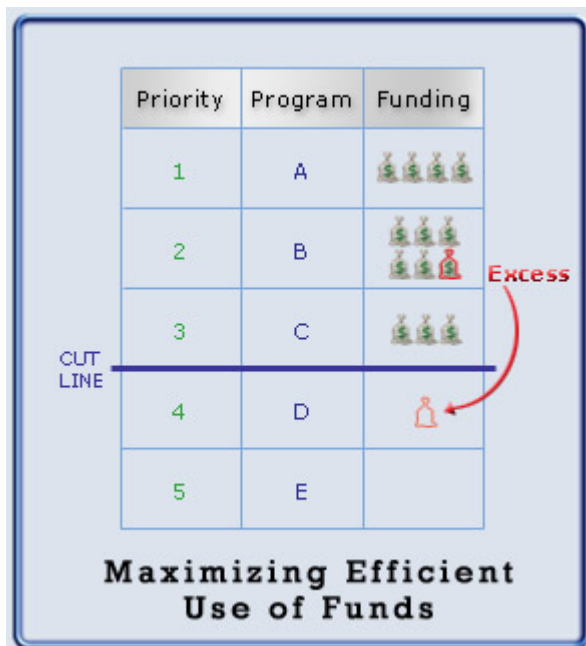 Priority Program Funding
1 A $ $ $ $
2 B $ $ $
$ $ $
Excess
3 C $ $ $
CUT
LINE
4 D
5 E
Maximizing Efficient
Use of Funds